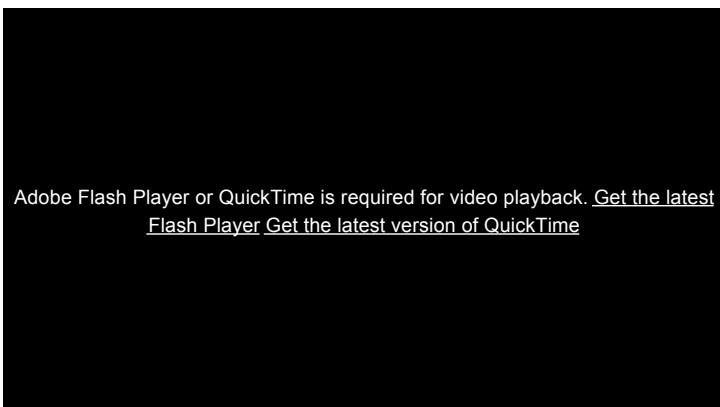 Adobe Flash Player or QuickTime is required for video playback. Get the latest
Flash Player Get the latest version of QuickTime